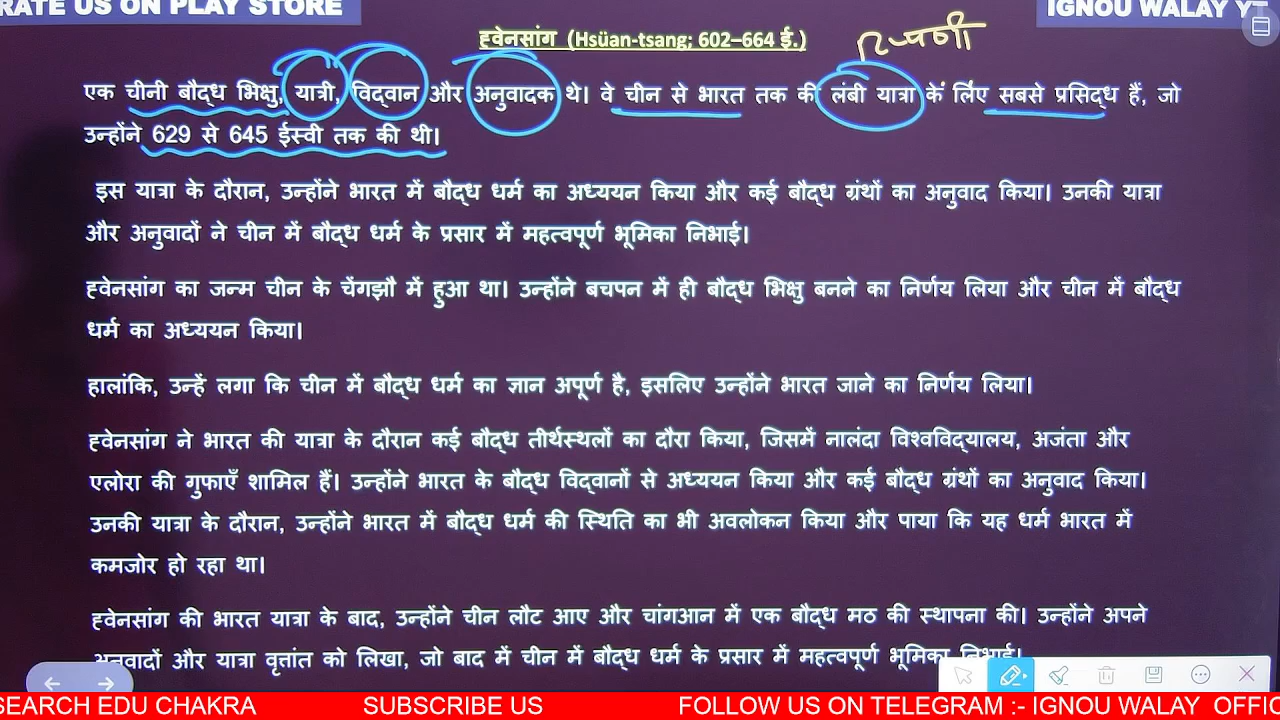 RATE US ON PLAY STORE
IGNOU WALAY YT
ह्वेनसांग (Hsüan-tsang; 602–664 ई.)
टिप्पणी
एक चीनी बौद्ध भिक्षु, यात्री, विद्वान और अनुवादक थे। वे चीन से भारत तक की लंबी यात्रा के लिए सबसे प्रसिद्ध हैं, जो
उन्होंने 629 से 645 ईस्वी तक की थी।
इस यात्रा के दौरान, उन्होंने भारत में बौद्ध धर्म का अध्ययन किया और कई बौद्ध ग्रंथों का अनुवाद किया। उनकी यात्रा
और अनुवादों ने चीन में बौद्ध धर्म के प्रसार में महत्वपूर्ण भूमिका निभाई।
ह्वेनसांग का जन्म चीन के चेंगझौ में हुआ था। उन्होंने बचपन में ही बौद्ध भिक्षु बनने का निर्णय लिया और चीन में बौद्ध
धर्म का अध्ययन किया।
हालांकि, उन्हें लगा कि चीन में बौद्ध धर्म का ज्ञान अपूर्ण है, इसलिए उन्होंने भारत जाने का निर्णय लिया।
ह्वेनसांग ने भारत की यात्रा के दौरान कई बौद्ध तीर्थस्थलों का दौरा किया, जिसमें नालंदा विश्वविद्यालय, अजंता और
एलोरा की गुफाएँ शामिल हैं। उन्होंने भारत के बौद्ध विद्वानों से अध्ययन किया और कई बौद्ध ग्रंथों का अनुवाद किया।
उनकी यात्रा के दौरान, उन्होंने भारत में बौद्ध धर्म की स्थिति का भी अवलोकन किया और पाया कि यह धर्म भारत में
कमजोर हो रहा था।
ह्वेनसांग की भारत यात्रा के बाद, उन्होंने चीन लौट आए और चांगआन में एक बौद्ध मठ की स्थापना की। उन्होंने अपने
अनुवादों और यात्रा वृत्तांत को लिखा, जो बाद में चीन में बौद्ध धर्म के प्रसार में महत्वपूर्ण भूमिका निभाई।
SEARCH EDU CHAKRA SUBSCRIBE US FOLLOW US ON TELEGRAM :- IGNOU WALAY OFFIC